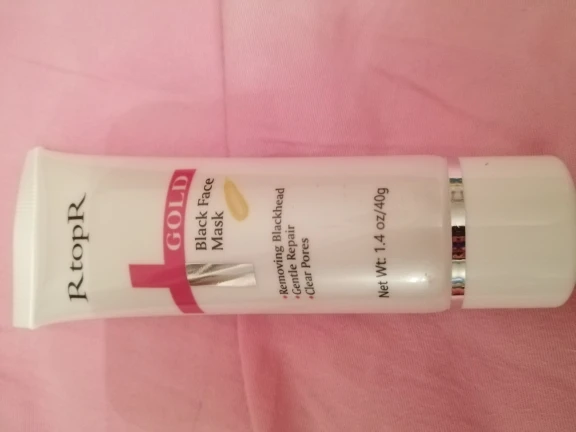 RtopR
GOLD
Black Face
Mask
•Removing Blackhead
•Gentle Repair
•Clear Pores
Net Wt: 1.4 oz/40g